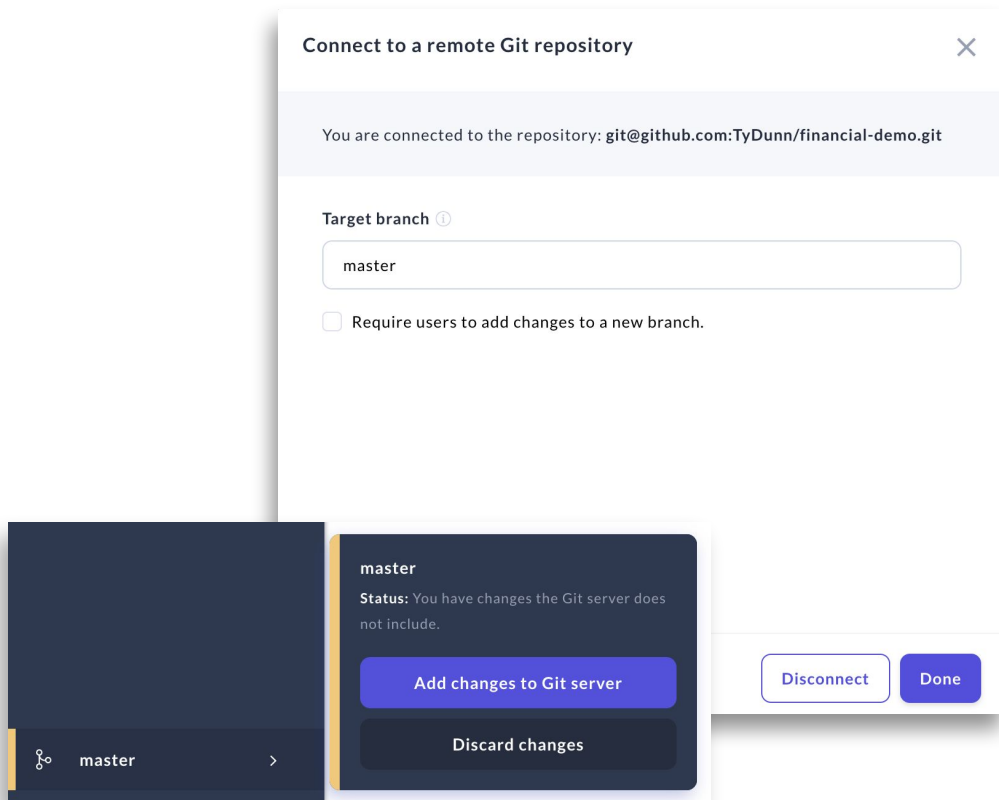 Connect to a remote Git repository
You are connected to the repository: git@github.com:TyDunn/financial-demo.git
Target branch
master
Require users to add changes to a new branch.
Disconnect
Done
master
Status: You have changes the Git server does
not include.
Add changes to Git server
Discard changes
master